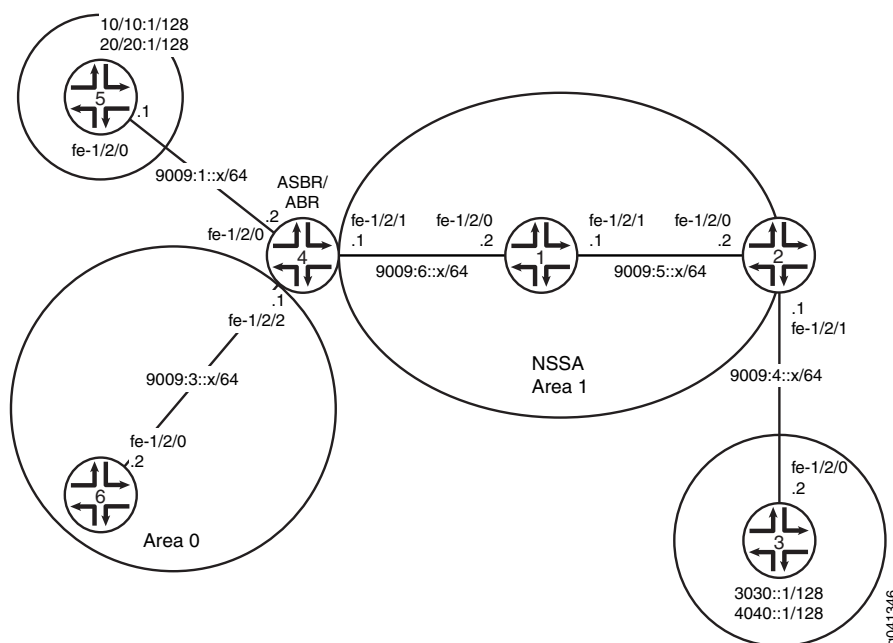 10/10:1/128
20/20:1/128
5
.1
fe-1/2/0
9009:1::x/64
ASBR/
ABR
.2
fe-1/2/0
4
fe-1/2/1
.1
9009:6::x/64
fe-1/2/0
.2
1
fe-1/2/1
.1
9009:5::x/64
fe-1/2/0
.2
2
.1
fe-1/2/1
.1
fe-1/2/2
NSSA
Area 1
9009:3::x/64
9009:4::x/64
fe-1/2/0
.2
6
Area 0
fe-1/2/0
.2
3
3030::1/128
4040::1/128
g041346